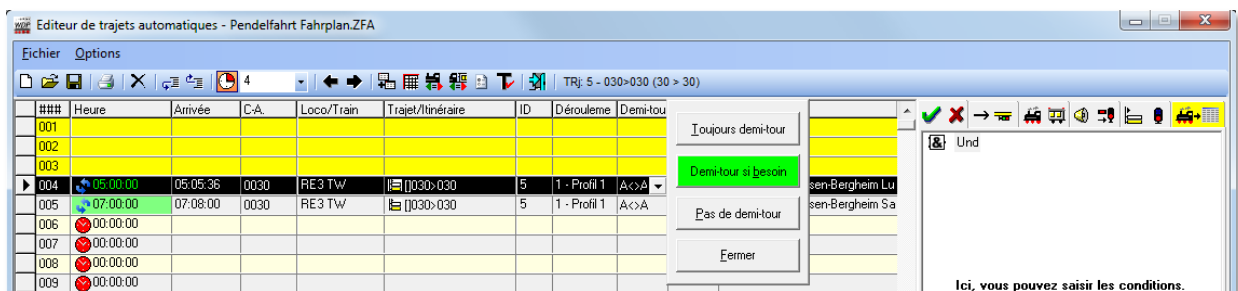 Editeur de trajets automatiques - Pendelfahrt Fahrplan.ZFA
Fichier Options
4 TRj: 5 - 030>030 (30 > 30)
### Heure Arrivée C-A. Loco/Train Trajet/Itinéraire ID Dérouleme Demi-tou
001
002
003
004 05:00:00 05:05:36 0030 RE3 TW []030>030 5 1 - Profil 1 A<>A sen-Bergheim Lu
005 07:00:00 07:08:00 0030 RE3 TW []030>030 5 1 - Profil 1 A<>A sen-Bergheim Sa
006 00:00:00
007 00:00:00
008 00:00:00
009 00:00:00
Toujours demi-tour
Demi-tour si besoin
Pas de demi-tour
Fermer
& Und
Ici, vous pouvez saisir les conditions.